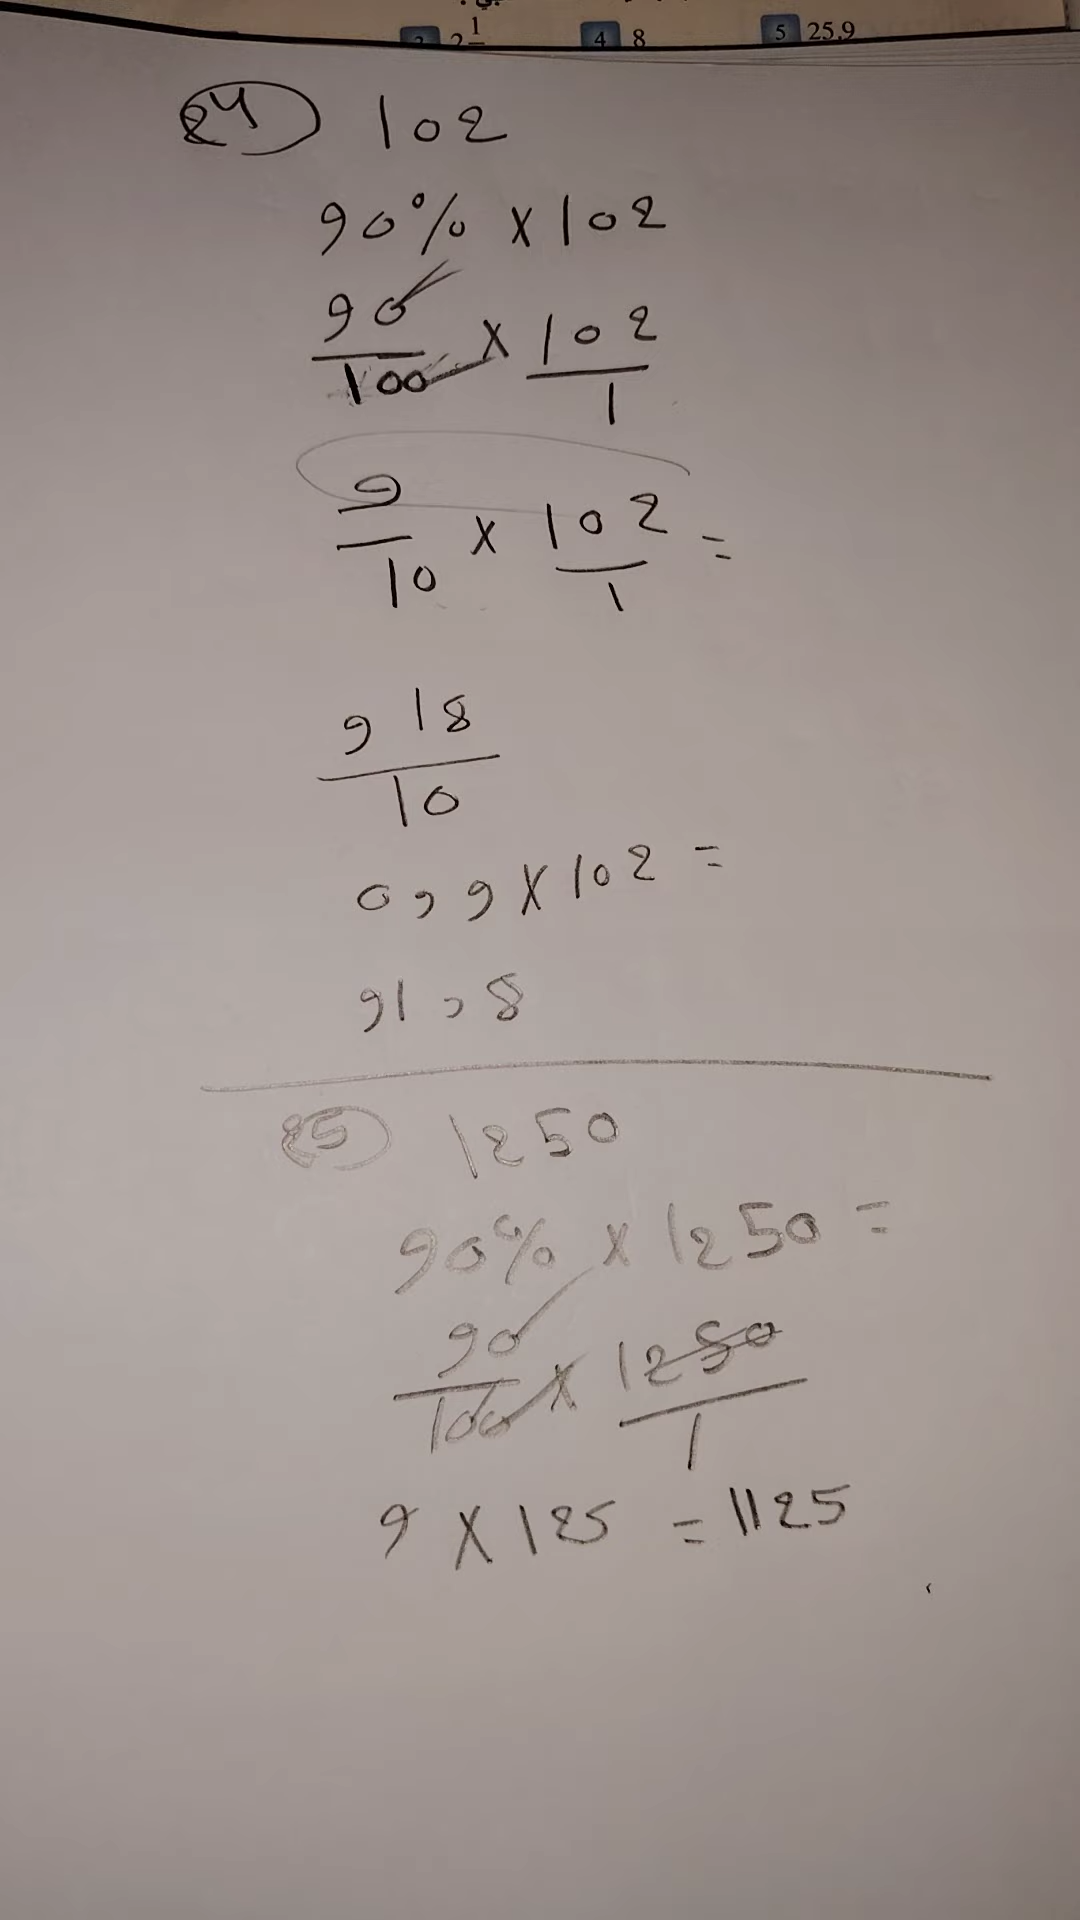 3 2 1 4 8 5 25.9
24 102
90% x 102
90/100 x 102/1
9/10 x 102/1 =
918/10
0,9 x 102 =
91,8
25 1250
90% x 1250 =
90/100 x 1250/1
9 x 125 = 1125